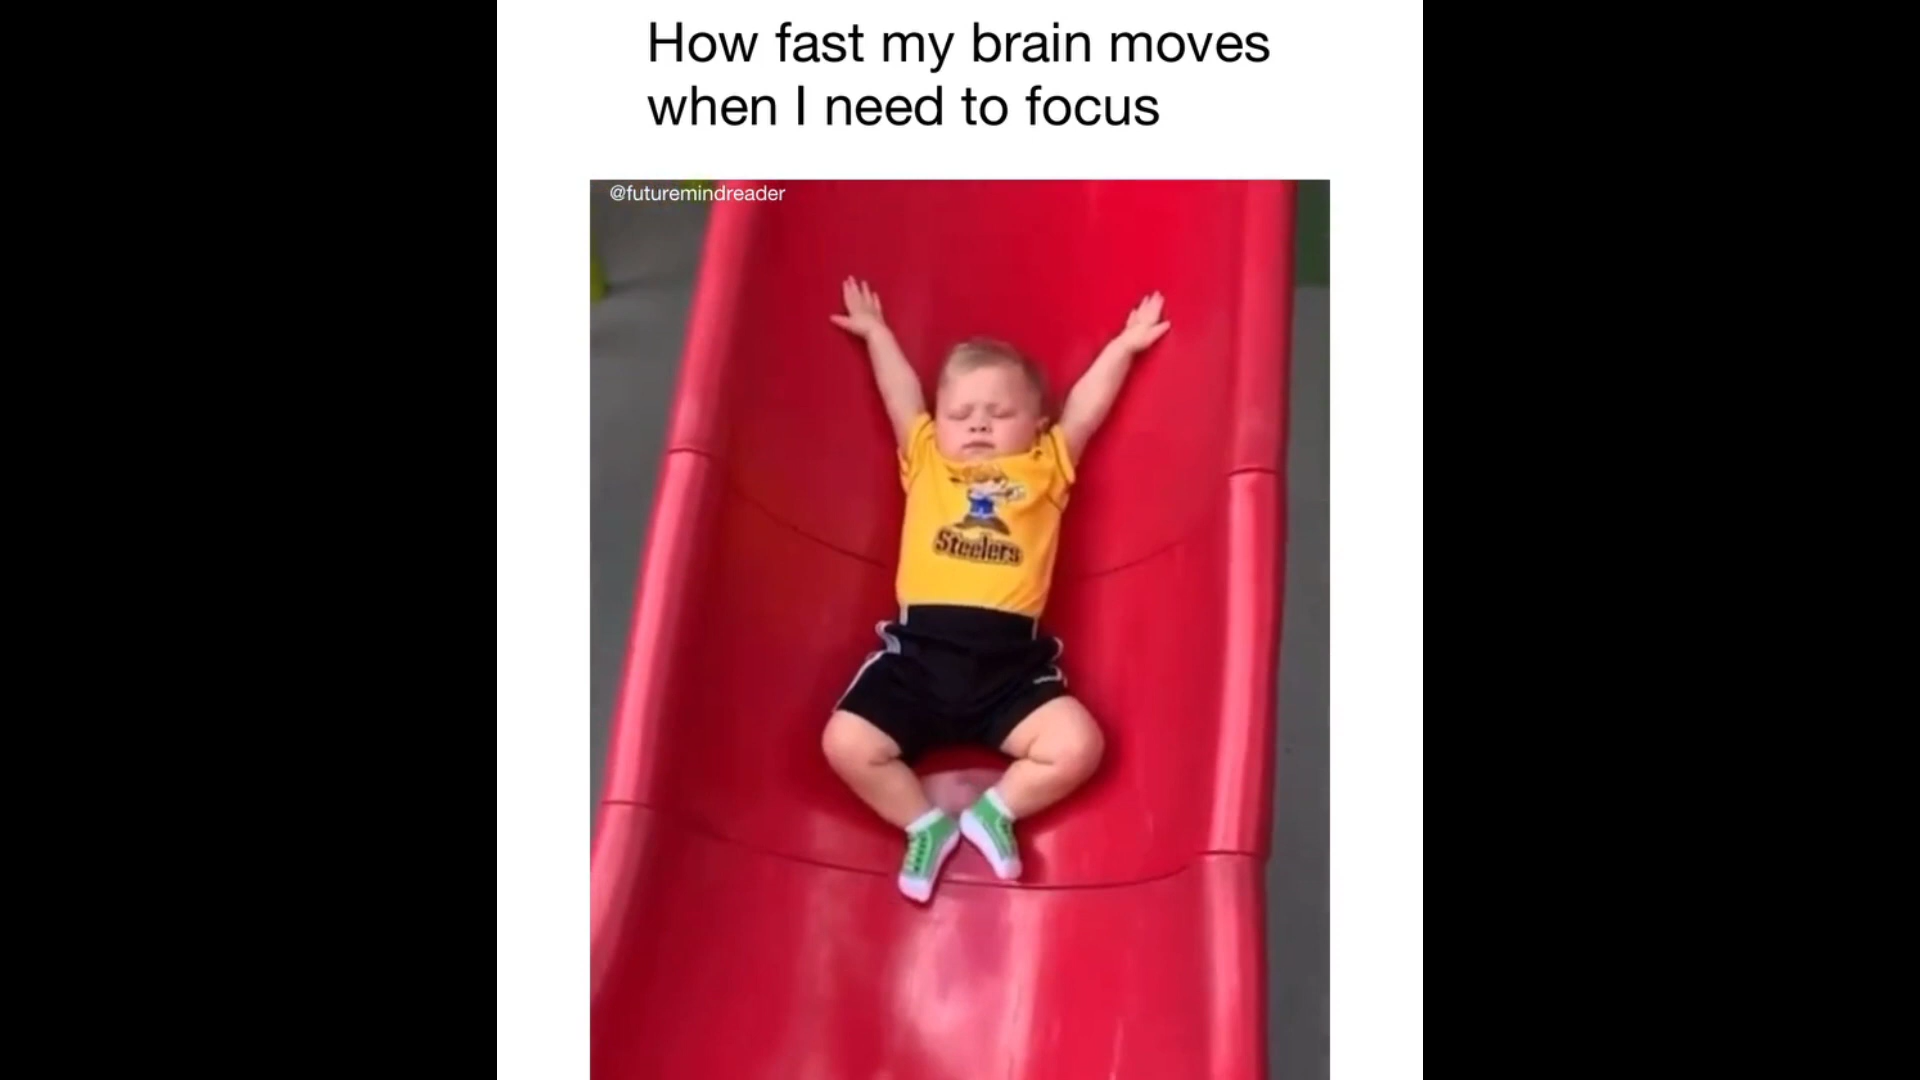 How fast my brain moves
when I need to focus
@futuremindreader
Steelers